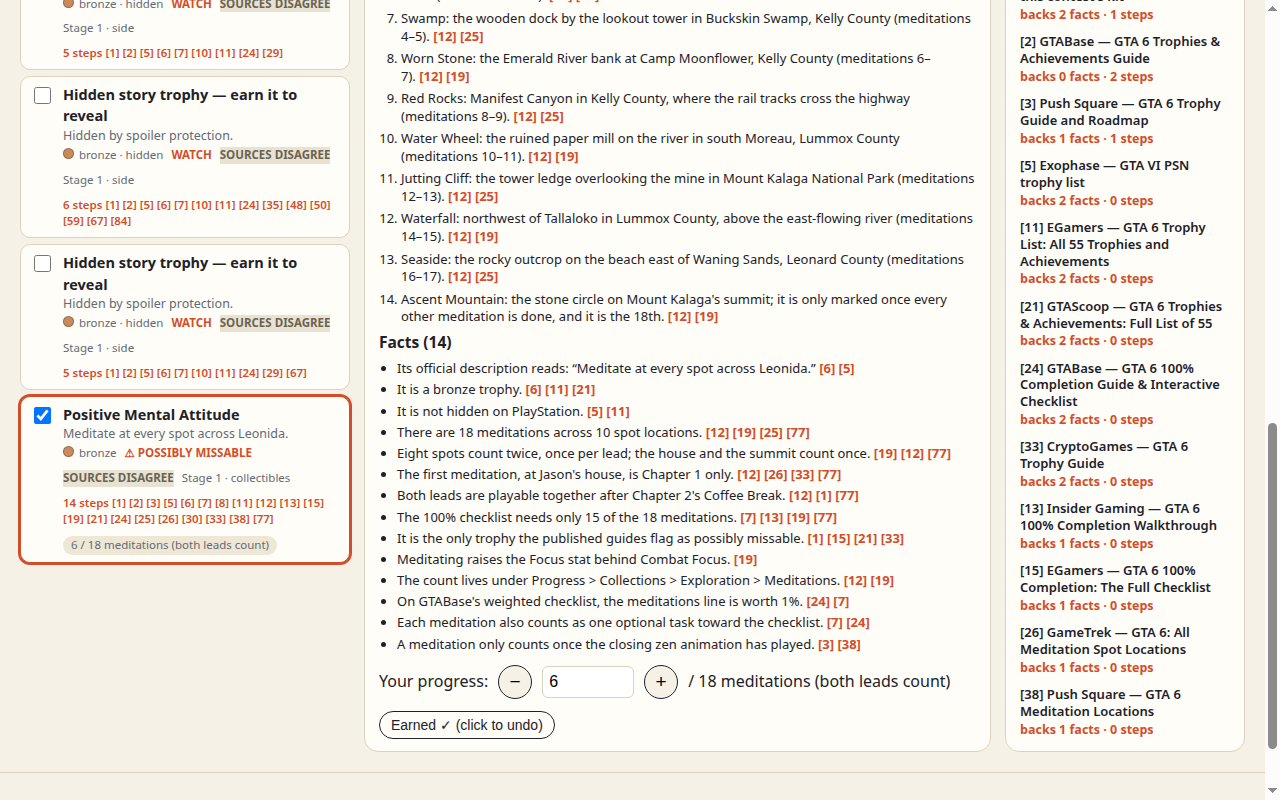 bronze · hidden WATCH SOURCES DISAGREE
Stage 1 · side
5 steps [1] [2] [5] [6] [7] [10] [11] [24] [29]
Hidden story trophy — earn it to
reveal
Hidden by spoiler protection.
bronze · hidden WATCH SOURCES DISAGREE
Stage 1 · side
6 steps [1] [2] [5] [6] [7] [10] [11] [24] [35] [48] [50]
[59] [67] [84]
Hidden story trophy — earn it to
reveal
Hidden by spoiler protection.
bronze · hidden WATCH SOURCES DISAGREE
Stage 1 · side
5 steps [1] [2] [5] [6] [7] [10] [11] [24] [29] [67]
Positive Mental Attitude
Meditate at every spot across Leonida.
bronze ⚠ POSSIBLY MISSABLE
SOURCES DISAGREE Stage 1 · collectibles
14 steps [1] [2] [3] [5] [6] [7] [8] [11] [12] [13] [15]
[19] [21] [24] [25] [26] [30] [33] [38] [77]
6 / 18 meditations (both leads count)
7. Swamp: the wooden dock by the lookout tower in Buckskin Swamp, Kelly County (meditations
4–5). [12] [25]
8. Worn Stone: the Emerald River bank at Camp Moonflower, Kelly County (meditations 6–
7). [12] [19]
9. Red Rocks: Manifest Canyon in Kelly County, where the rail tracks cross the highway
(meditations 8–9). [12] [25]
10. Water Wheel: the ruined paper mill on the river in south Moreau, Lummox County
(meditations 10–11). [12] [19]
11. Jutting Cliff: the tower ledge overlooking the mine in Mount Kalaga National Park (meditations
12–13). [12] [25]
12. Waterfall: northwest of Tallaloko in Lummox County, above the east-flowing river (meditations
14–15). [12] [19]
13. Seaside: the rocky outcrop on the beach east of Waning Sands, Leonard County (meditations
16–17). [12] [25]
14. Ascent Mountain: the stone circle on Mount Kalaga's summit; it is only marked once every
other meditation is done, and it is the 18th. [12] [19]
Facts (14)
• Its official description reads: “Meditate at every spot across Leonida.” [6] [5]
• It is a bronze trophy. [6] [11] [21]
• It is not hidden on PlayStation. [5] [11]
• There are 18 meditations across 10 spot locations. [12] [19] [25] [77]
• Eight spots count twice, once per lead; the house and the summit count once. [19] [12] [77]
• The first meditation, at Jason's house, is Chapter 1 only. [12] [26] [33] [77]
• Both leads are playable together after Chapter 2's Coffee Break. [12] [1] [77]
• The 100% checklist needs only 15 of the 18 meditations. [7] [13] [19] [77]
• It is the only trophy the published guides flag as possibly missable. [1] [15] [21] [33]
• Meditating raises the Focus stat behind Combat Focus. [19]
• The count lives under Progress > Collections > Exploration > Meditations. [12] [19]
• On GTABase's weighted checklist, the meditations line is worth 1%. [24] [7]
• Each meditation also counts as one optional task toward the checklist. [7] [24]
• A meditation only counts once the closing zen animation has played. [3] [38]
Your progress: − 6 + / 18 meditations (both leads count)
Earned ✓ (click to undo)
backs 2 facts · 1 steps
[2] GTABase — GTA 6 Trophies &
Achievements Guide
backs 0 facts · 2 steps
[3] Push Square — GTA 6 Trophy
Guide and Roadmap
backs 1 facts · 1 steps
[5] Exophase — GTA VI PSN
trophy list
backs 2 facts · 0 steps
[11] EGamers — GTA 6 Trophy
List: All 55 Trophies and
Achievements
backs 2 facts · 0 steps
[21] GTAScoop — GTA 6 Trophies
& Achievements: Full List of 55
backs 2 facts · 0 steps
[24] GTABase — GTA 6 100%
Completion Guide & Interactive
Checklist
backs 2 facts · 0 steps
[33] CryptoGames — GTA 6
Trophy Guide
backs 2 facts · 0 steps
[13] Insider Gaming — GTA 6
100% Completion Walkthrough
backs 1 facts · 0 steps
[15] EGamers — GTA 6 100%
Completion: The Full Checklist
backs 1 facts · 0 steps
[26] GameTrek — GTA 6: All
Meditation Spot Locations
backs 1 facts · 0 steps
[38] Push Square — GTA 6
Meditation Locations
backs 1 facts · 0 steps